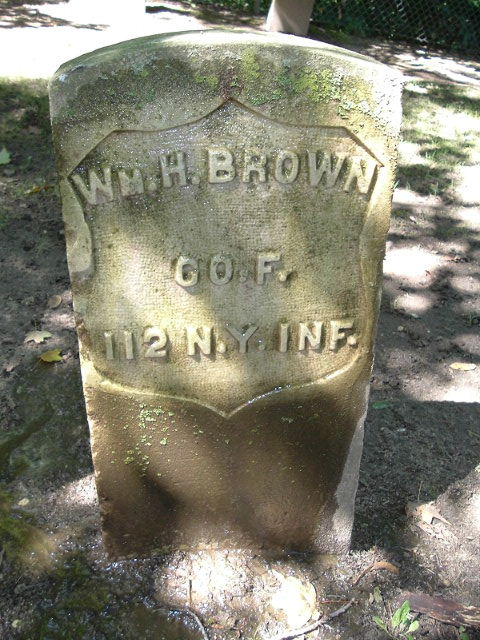 WM. H. BROWN
CO. F.
112 N.Y. INF.